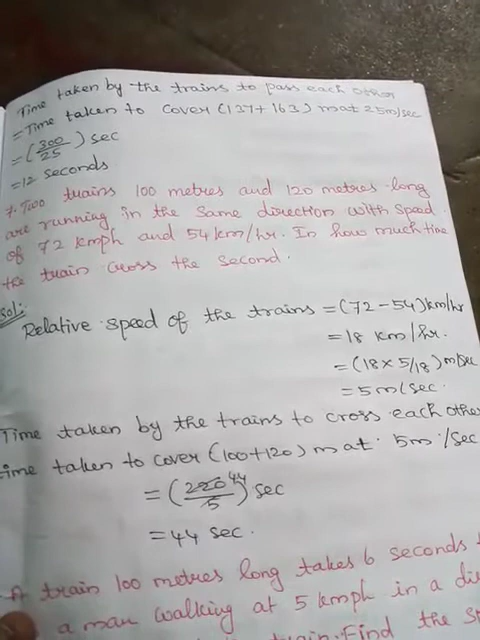 Time taken by the trains to pass each other
= Time taken to cover (137+163) m at 25m/sec
= (300/25) sec
= 12 seconds
7. Two trains 100 metres and 120 metres long
are running in the same direction with speed
of 72 kmph and 54 km/hr. In how much time
the train cross the second.
Sol:
Relative speed of the trains = (72-54) km/hr
= 18 km/hr.
= (18 x 5/18) m/sec
= 5 m/sec.
Time taken by the trains to cross each other
time taken to cover (100+120) m at 5m/sec
= (220/5) 44 sec
= 44 sec.
A train 100 metres long takes 6 seconds
a man walking at 5 kmph in a
train. Find the